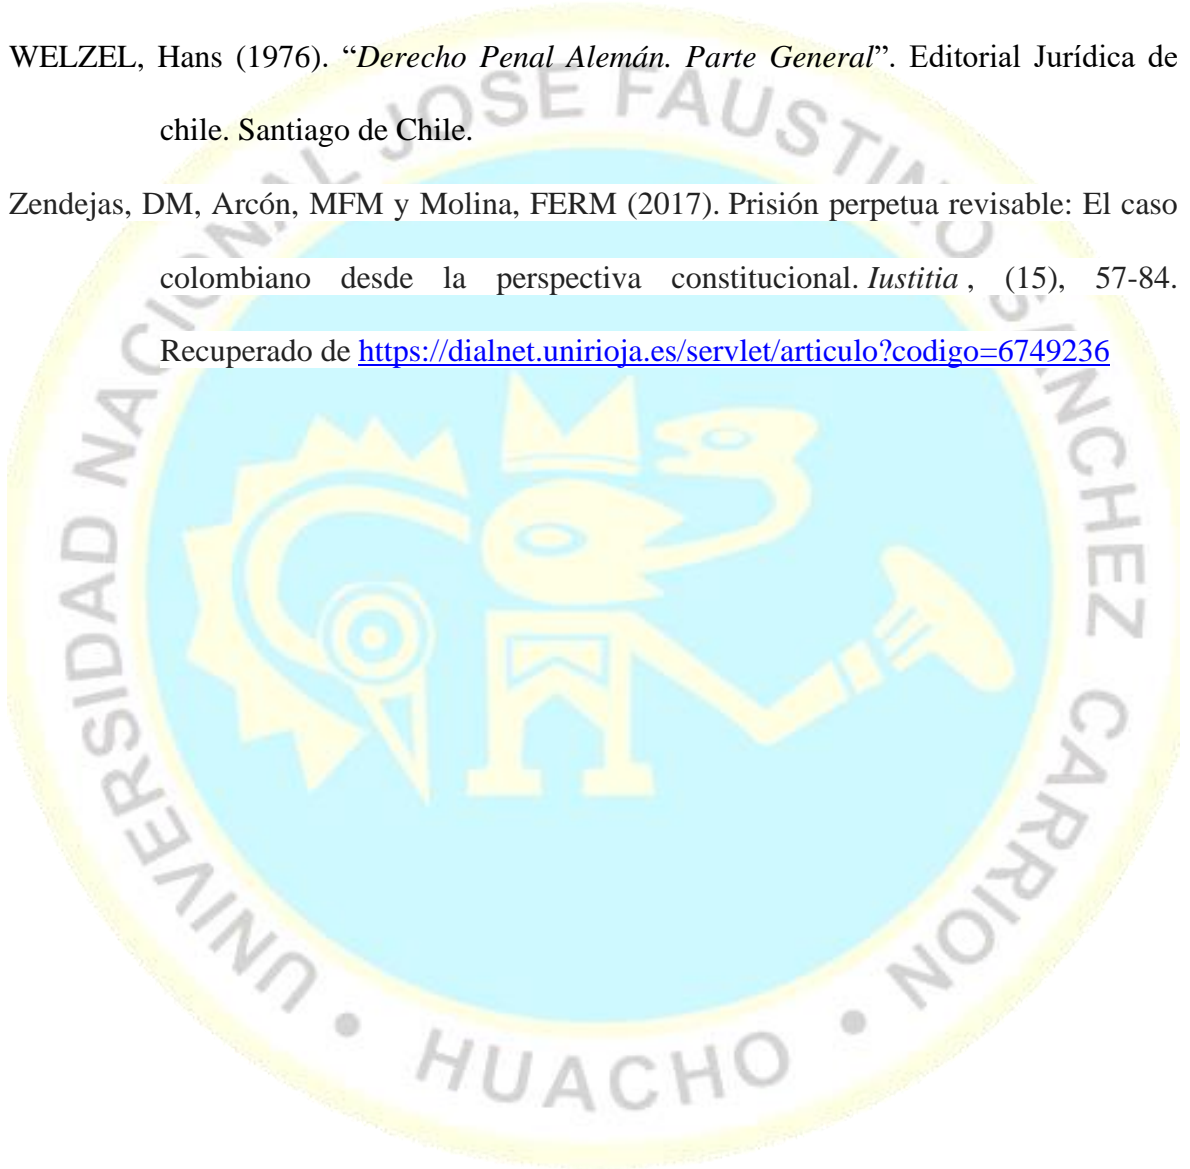 WELZEL, Hans (1976). “Derecho Penal Alemán. Parte General”. Editorial Jurídica de
chile. Santiago de Chile.
Zendejas, DM, Arcón, MFM y Molina, FERM (2017). Prisión perpetua revisable: El caso
colombiano desde la perspectiva constitucional. Iustitia , (15), 57-84.
Recuperado de https://dialnet.unirioja.es/servlet/articulo?codigo=6749236
UNIVERSIDAD NACIONAL JOSE FAUSTINO SANCHEZ CARRION • HUACHO •